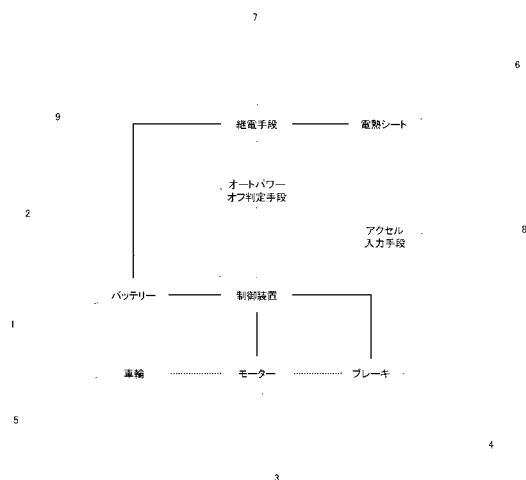 7
6
9
継電手段
電熱シート
オートパワー
オフ判定手段
2
アクセル
入力手段
8
バッテリー
制御装置
1
車輪
モーター
ブレーキ
5
4
3